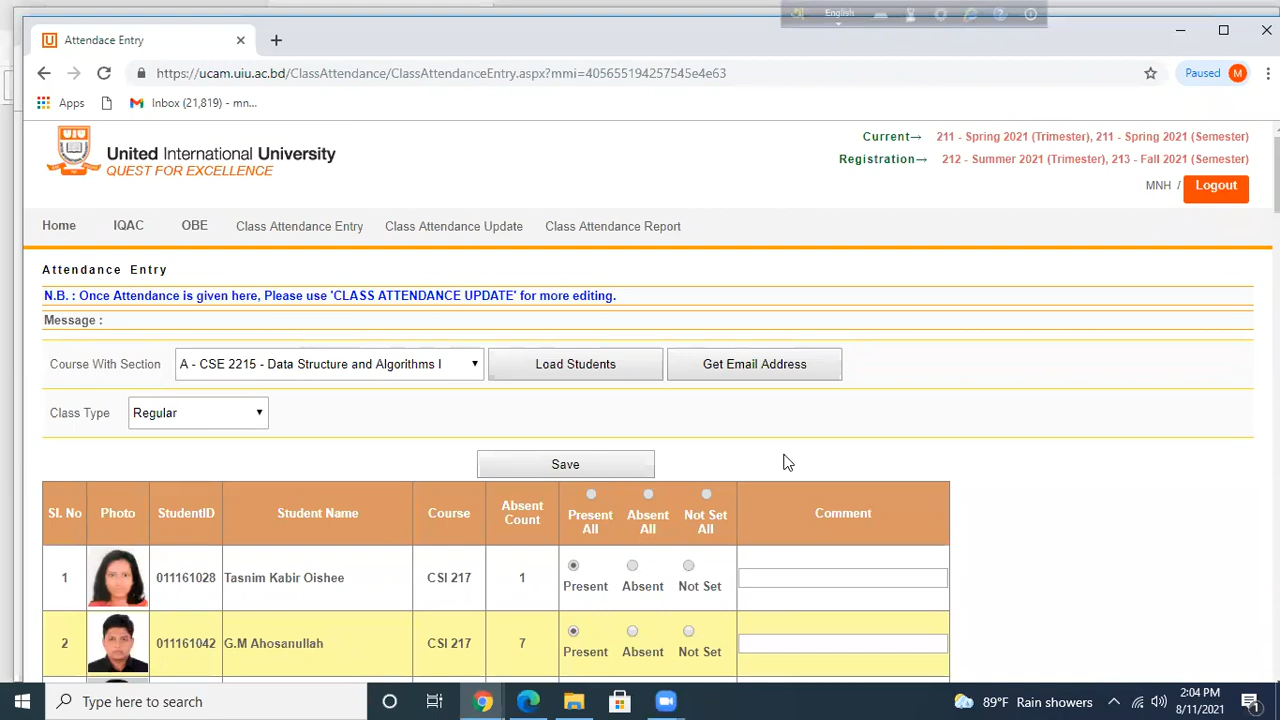 English
Attendace Entry
https://ucam.uiu.ac.bd/ClassAttendance/ClassAttendanceEntry.aspx?mmi=405655194257545e4e63
Paused M
Apps Inbox (21,819) - mn...
United International University
QUEST FOR EXCELLENCE
Current→ 211 - Spring 2021 (Trimester), 211 - Spring 2021 (Semester)
Registration→ 212 - Summer 2021 (Trimester), 213 - Fall 2021 (Semester)
MNH / Logout
Home IQAC OBE Class Attendance Entry Class Attendance Update Class Attendance Report
Attendance Entry
N.B. : Once Attendance is given here, Please use 'CLASS ATTENDANCE UPDATE' for more editing.
Message :
Course With Section A - CSE 2215 - Data Structure and Algorithms I Load Students Get Email Address
Class Type Regular
Save
Sl. No Photo StudentID Student Name Course Absent Count Present All Absent All Not Set All Comment
1 011161028 Tasnim Kabir Oishee CSI 217 1 Present Absent Not Set
2 011161042 G.M Ahosanullah CSI 217 7 Present Absent Not Set
Type here to search
89°F Rain showers
2:04 PM
8/11/2021
1